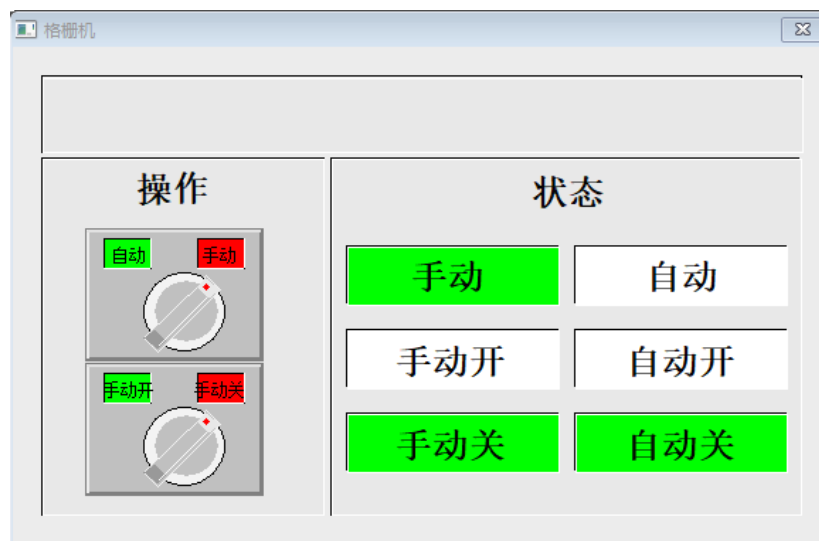 格栅机
操作
状态
自动 手动
手动 自动
手动开 自动开
手动开 手动关
手动关 自动关